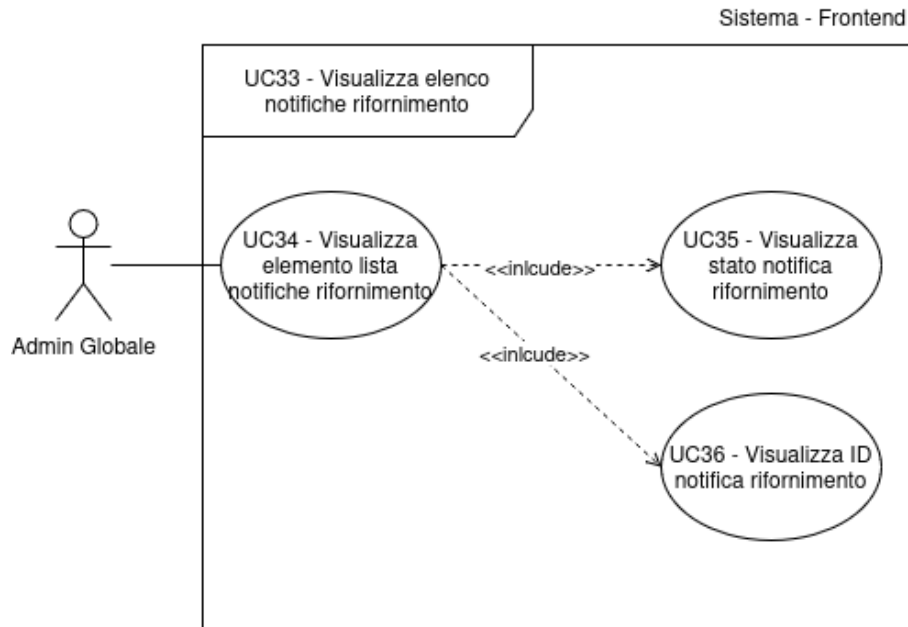 Sistema - Frontend
UC33 - Visualizza elenco
notifiche rifornimento
UC34 - Visualizza
elemento lista
notifiche rifornimento
<<inlcude>>
UC35 - Visualizza
stato notifica
rifornimento
Admin Globale
<<inlcude>>
UC36 - Visualizza ID
notifica rifornimento